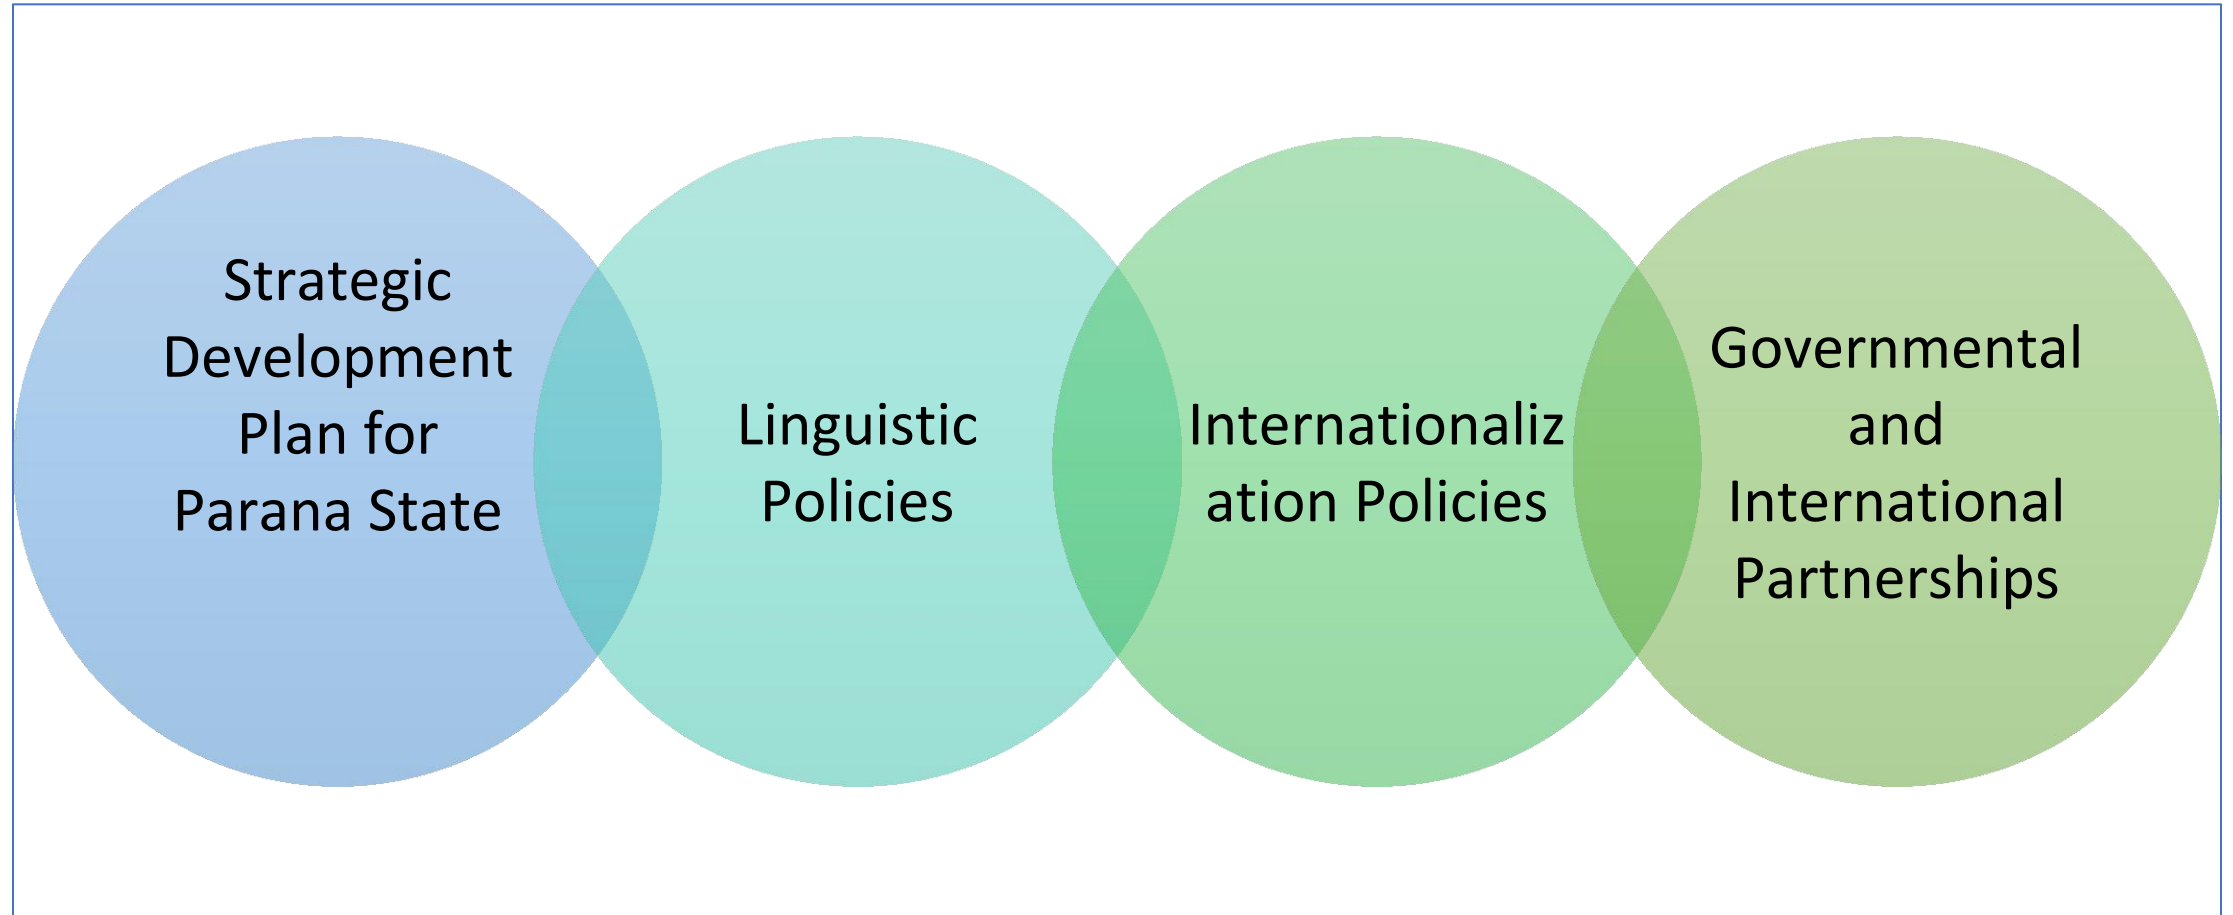 Strategic
Development
Plan for
Parana State
Linguistic
Policies
Internationaliz
ation Policies
Governmental
and
International
Partnerships